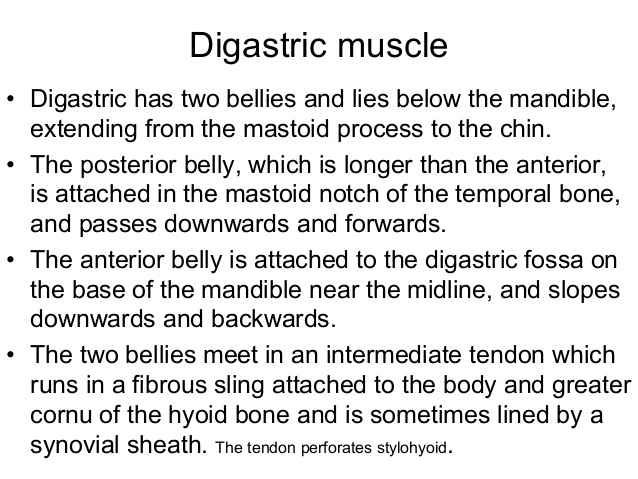 Digastric muscle
• Digastric has two bellies and lies below the mandible,
extending from the mastoid process to the chin.
• The posterior belly, which is longer than the anterior,
is attached in the mastoid notch of the temporal bone,
and passes downwards and forwards.
• The anterior belly is attached to the digastric fossa on
the base of the mandible near the midline, and slopes
downwards and backwards.
• The two bellies meet in an intermediate tendon which
runs in a fibrous sling attached to the body and greater
cornu of the hyoid bone and is sometimes lined by a
synovial sheath. The tendon perforates stylohyoid.